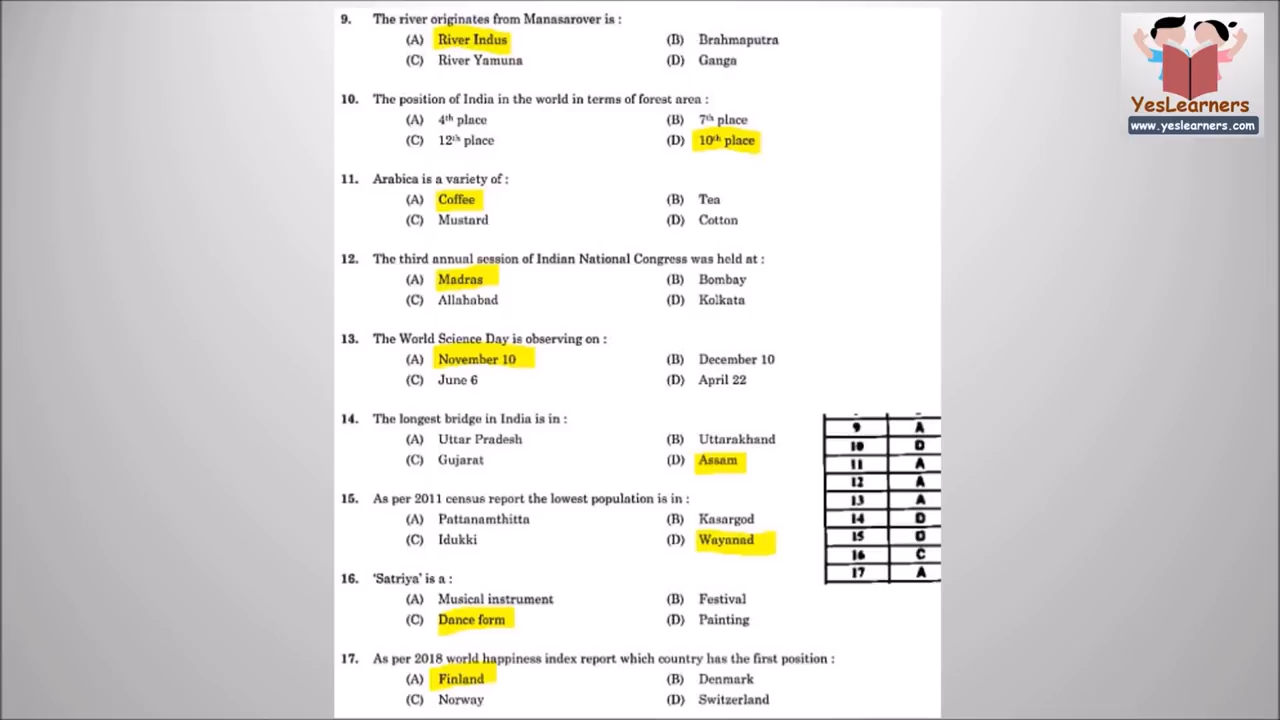 9. The river originates from Manasarover is :
(A) River Indus (B) Brahmaputra
(C) River Yamuna (D) Ganga
10. The position of India in the world in terms of forest area :
(A) 4th place (B) 7th place
(C) 12th place (D) 10th place
11. Arabica is a variety of :
(A) Coffee (B) Tea
(C) Mustard (D) Cotton
12. The third annual session of Indian National Congress was held at :
(A) Madras (B) Bombay
(C) Allahabad (D) Kolkata
13. The World Science Day is observing on :
(A) November 10 (B) December 10
(C) June 6 (D) April 22
14. The longest bridge in India is in :
(A) Uttar Pradesh (B) Uttarakhand
(C) Gujarat (D) Assam
15. As per 2011 census report the lowest population is in :
(A) Pattanamthitta (B) Kasargod
(C) Idukki (D) Wayanad
16. 'Satriya' is a :
(A) Musical instrument (B) Festival
(C) Dance form (D) Painting
17. As per 2018 world happiness index report which country has the first position :
(A) Finland (B) Denmark
(C) Norway (D) Switzerland
9 A
10 D
11 A
12 A
13 A
14 D
15 D
16 C
17 A
YesLearners
www.yeslearners.com